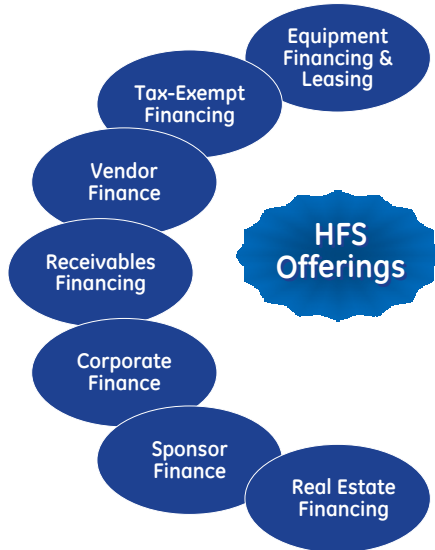 Equipment
Financing &
Leasing
Tax-Exempt
Financing
Vendor
Finance
HFS
Offerings
Receivables
Financing
Corporate
Finance
Sponsor
Finance
Real Estate
Financing